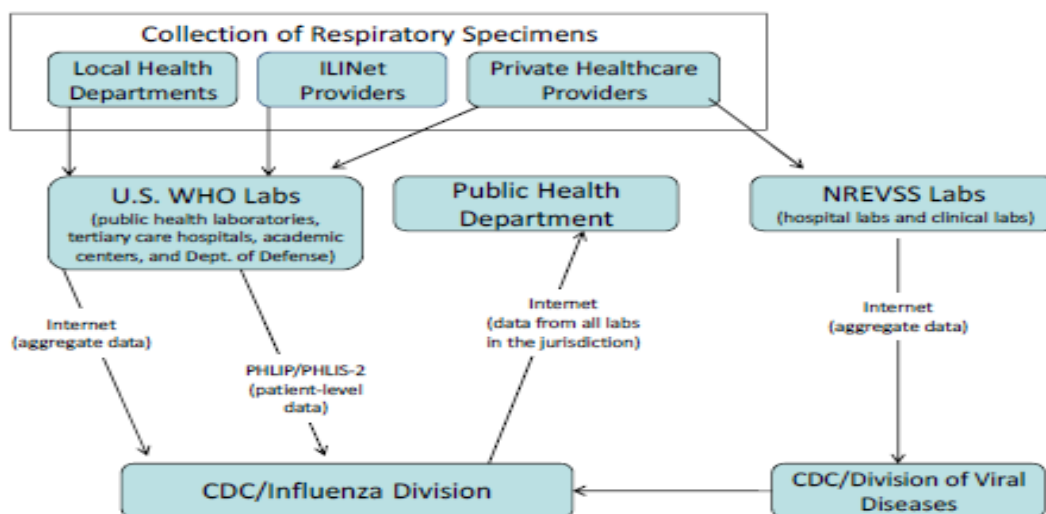 Collection of Respiratory Specimens
Local Health
Departments
ILINet
Providers
Private Healthcare
Providers
U.S. WHO Labs
(public health laboratories,
tertiary care hospitals, academic
centers, and Dept. of Defense)
Public Health
Department
NREVSS Labs
(hospital labs and clinical labs)
Internet
(aggregate data)
PHLIP/PHLIS-2
(patient-level
data)
Internet
(data from all labs
in the jurisdiction)
Internet
(aggregate data)
CDC/Influenza Division
CDC/Division of Viral
Diseases